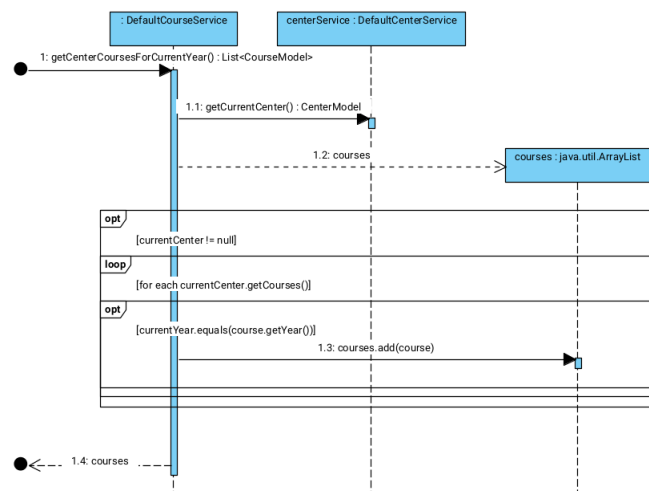 : DefaultCourseService
centerService : DefaultCenterService
1: getCenterCoursesForCurrentYear() : List<CourseModel>
1.1: getCurrentCenter() : CenterModel
1.2: courses
courses : java.util.ArrayList
opt
[currentCenter != null]
loop
[for each currentCenter.getCourses()]
opt
[currentYear.equals(course.getYear())]
1.3: courses.add(course)
1.4: courses